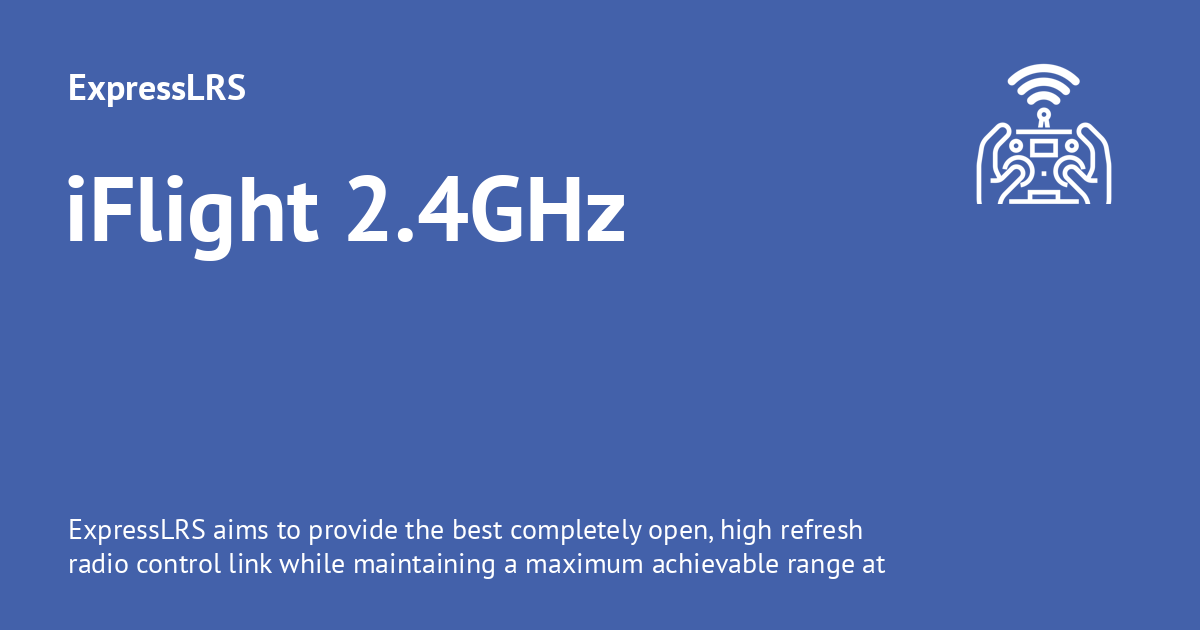 ExpressLRS
iFlight 2.4GHz
ExpressLRS aims to provide the best completely open, high refresh
radio control link while maintaining a maximum achievable range at